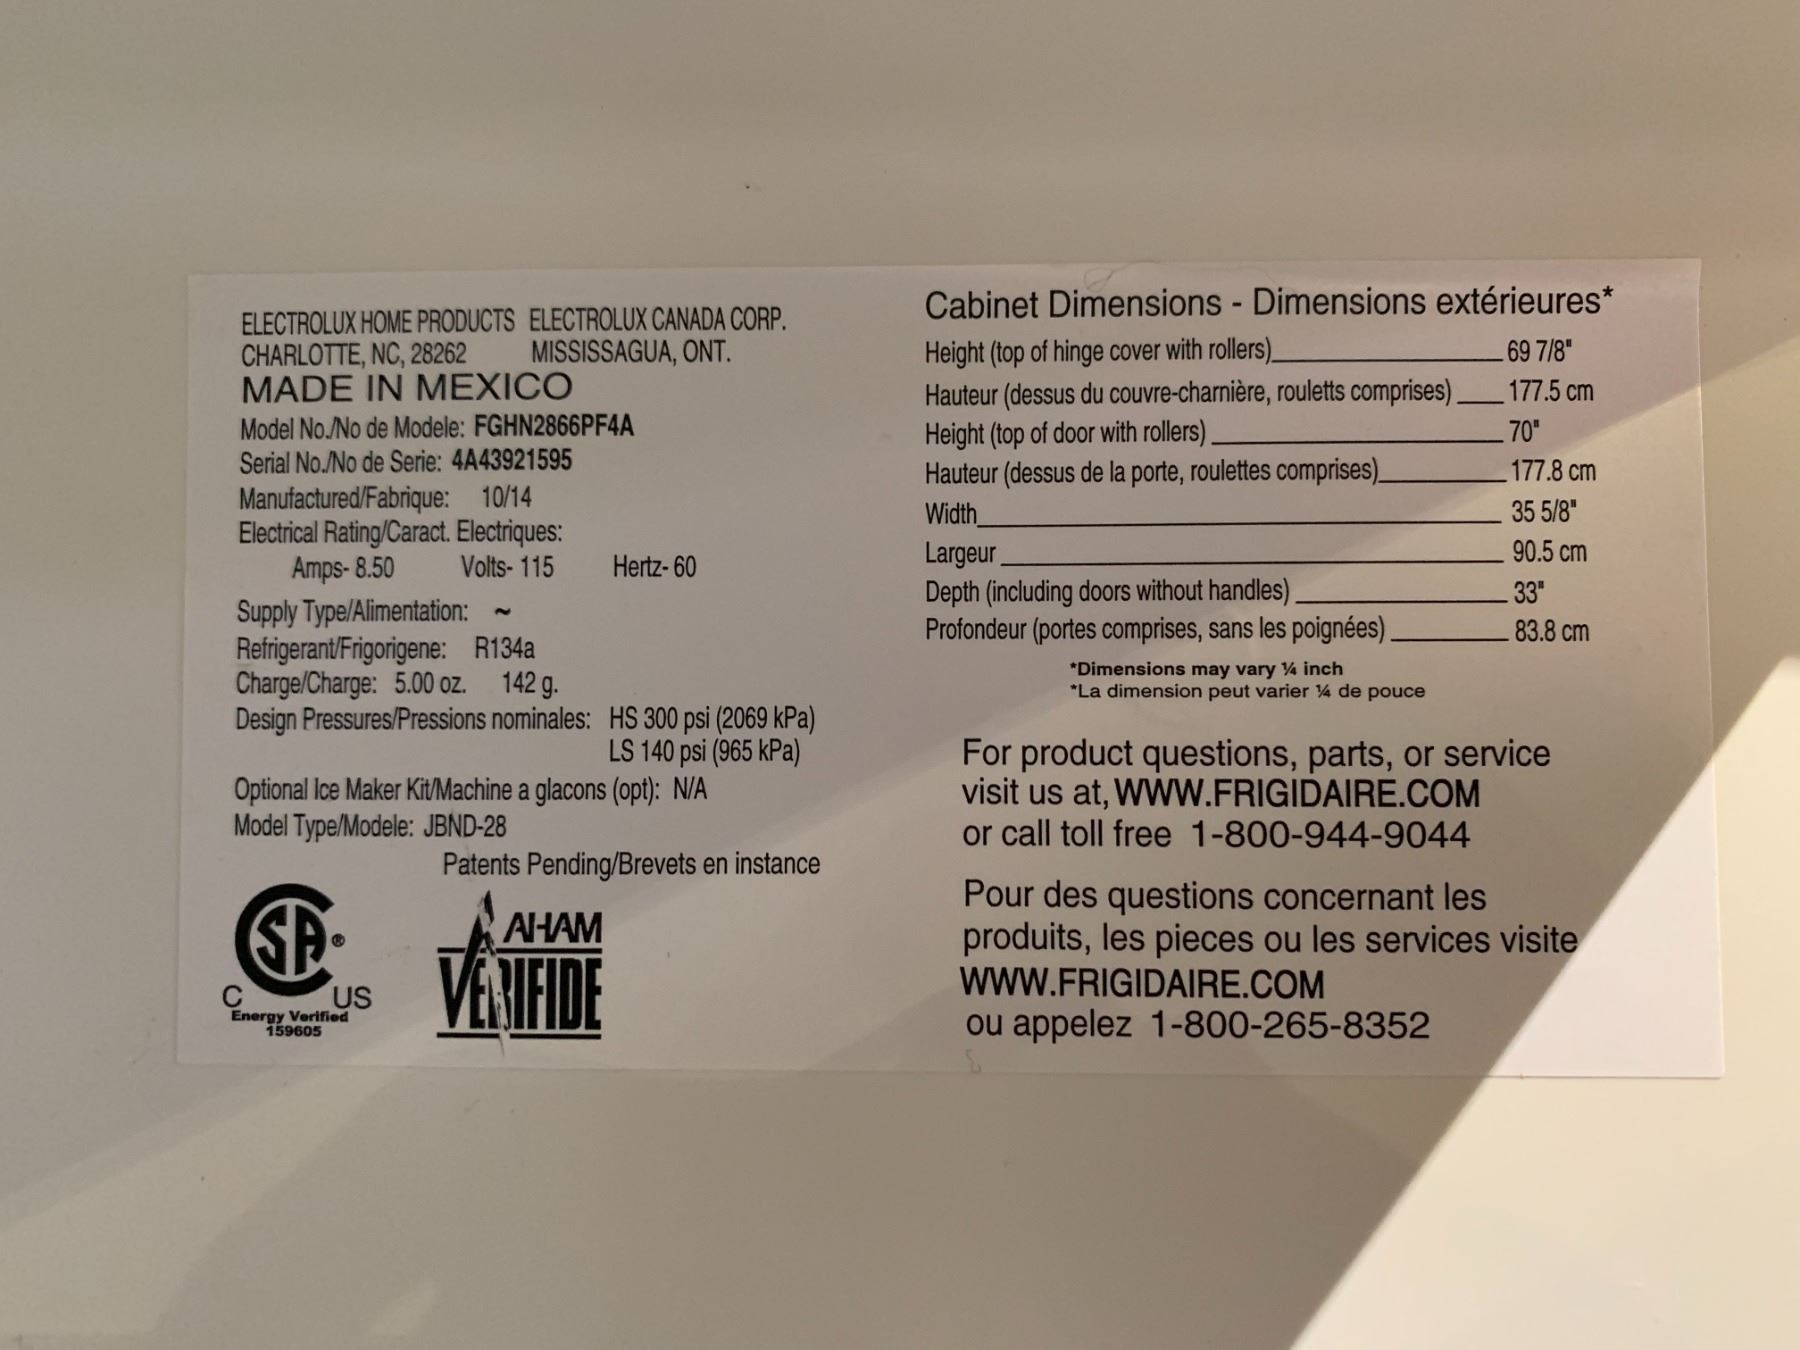 ELECTROLUX HOME PRODUCTS ELECTROLUX CANADA CORP.
CHARLOTTE, NC, 28262 MISSISSAGUA, ONT.
MADE IN MEXICO
Model No./No de Modele: FGHN2866PF4A
Serial No./No de Serie: 4A43921595
Manufactured/Fabrique: 10/14
Electrical Rating/Caract. Electriques:
Amps- 8.50 Volts- 115 Hertz- 60
Supply Type/Alimentation: ~
Refrigerant/Frigorigene: R134a
Charge/Charge: 5.00 oz. 142 g.
Design Pressures/Pressions nominales: HS 300 psi (2069 kPa)
LS 140 psi (965 kPa)
Optional Ice Maker Kit/Machine a glacons (opt): N/A
Model Type/Modele: JBND-28
Patents Pending/Brevets en instance
CSA®
C US
Energy Verified
159605
AHAM
VERIFIDE
Cabinet Dimensions - Dimensions extérieures*
Height (top of hinge cover with rollers) 69 7/8"
Hauteur (dessus du couvre-charnière, rouletts comprises) 177.5 cm
Height (top of door with rollers) 70"
Hauteur (dessus de la porte, roulettes comprises) 177.8 cm
Width 35 5/8"
Largeur 90.5 cm
Depth (including doors without handles) 33"
Profondeur (portes comprises, sans les poignées) 83.8 cm
*Dimensions may vary ¼ inch
*La dimension peut varier ¼ de pouce
For product questions, parts, or service
visit us at, WWW.FRIGIDAIRE.COM
or call toll free 1-800-944-9044
Pour des questions concernant les
produits, les pieces ou les services visite
WWW.FRIGIDAIRE.COM
ou appelez 1-800-265-8352